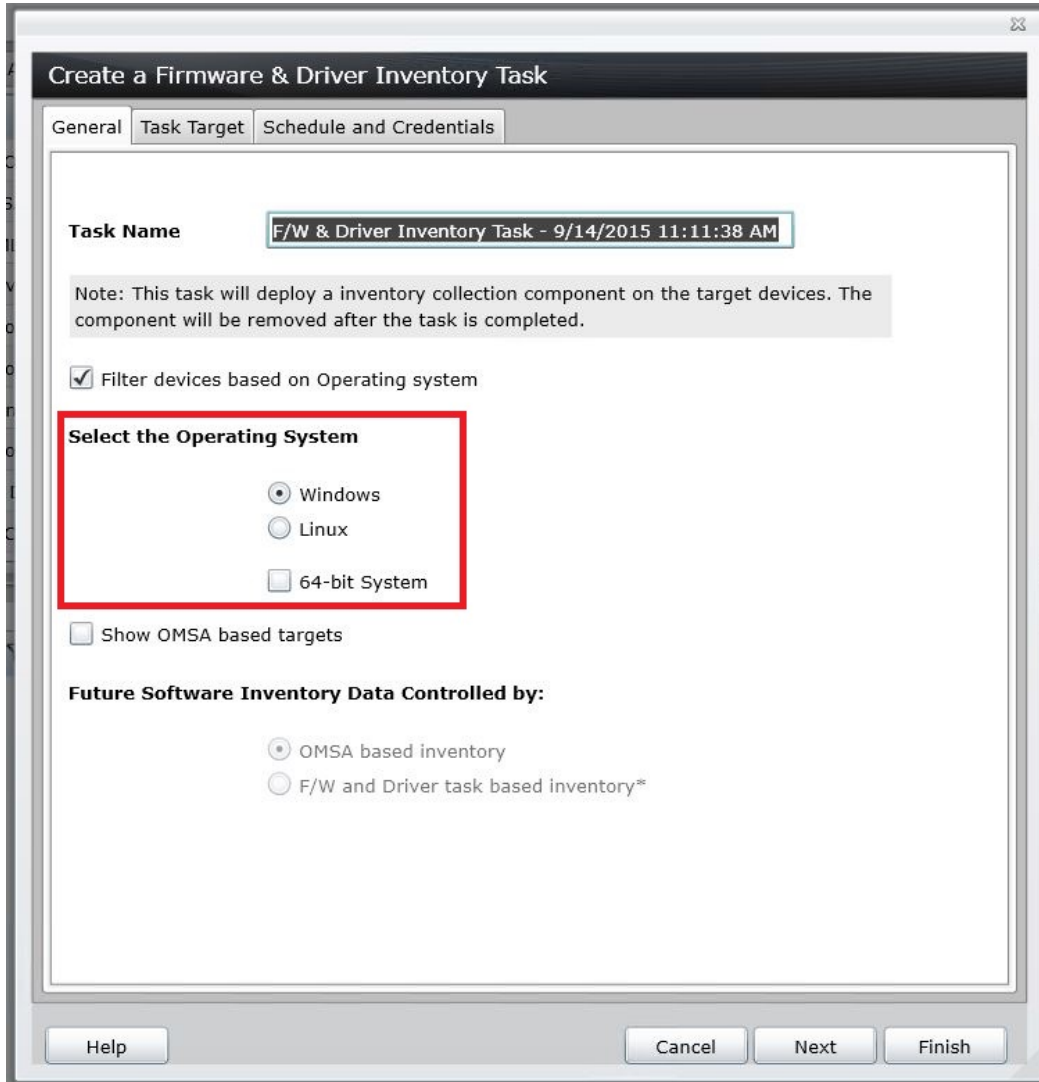 Create a Firmware & Driver Inventory Task
General Task Target Schedule and Credentials
Task Name F/W & Driver Inventory Task - 9/14/2015 11:11:38 AM
Note: This task will deploy a inventory collection component on the target devices. The
component will be removed after the task is completed.
Filter devices based on Operating system
Select the Operating System
Windows
Linux
64-bit System
Show OMSA based targets
Future Software Inventory Data Controlled by:
OMSA based inventory
F/W and Driver task based inventory*
Help Cancel Next Finish